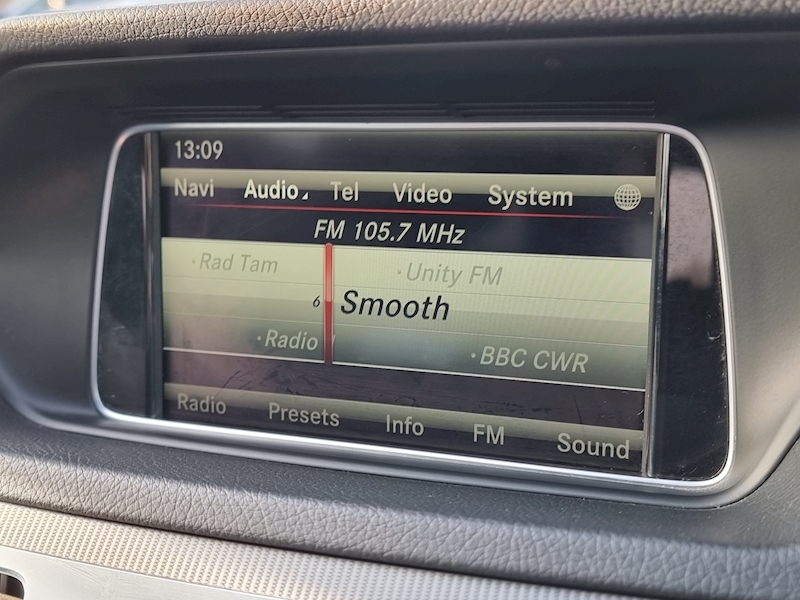 13:09
Navi Audio Tel Video System
FM 105.7 MHz
·Rad Tam ·Unity FM
6 Smooth
·Radio ·BBC CWR
Radio Presets Info FM Sound